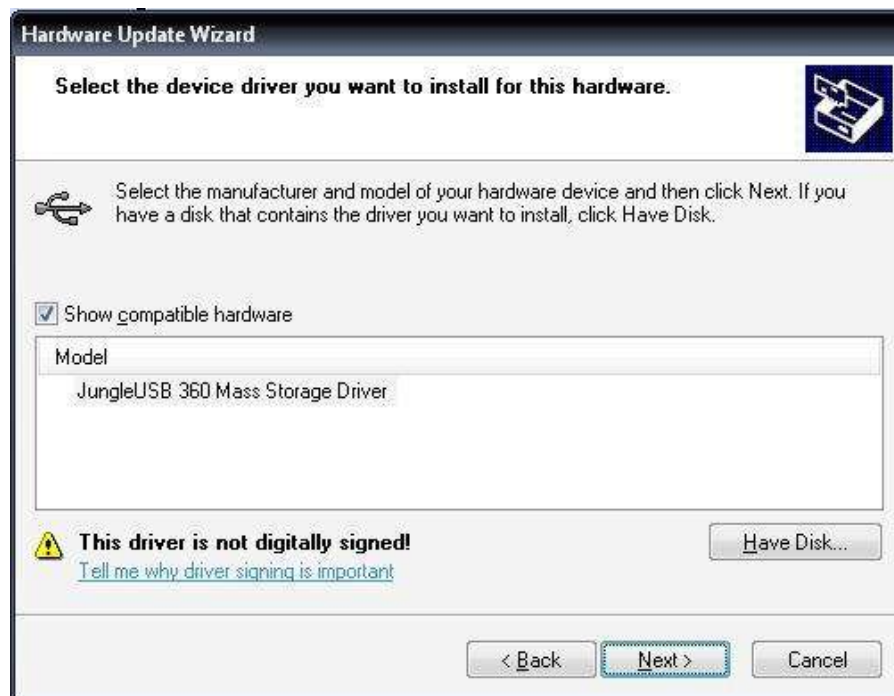 Hardware Update Wizard
Select the device driver you want to install for this hardware.
Select the manufacturer and model of your hardware device and then click Next. If you
have a disk that contains the driver you want to install, click Have Disk.
Show compatible hardware
Model
JungleUSB 360 Mass Storage Driver
This driver is not digitally signed!
Have Disk...
Tell me why driver signing is important
< Back
Next >
Cancel